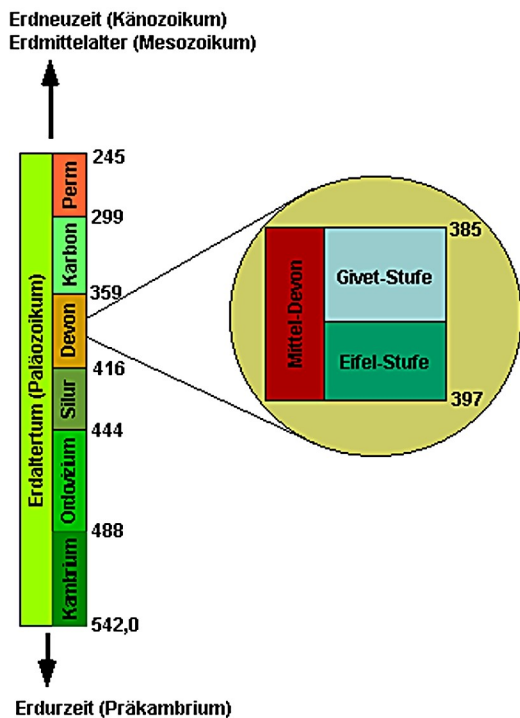 Erdneuzeit (Känozoikum)
Erdmittelalter (Mesozoikum)
Erdaltertum (Paläozoikum)
245
Perm
299
Karbon
359
Devon
416
Silur
444
Ordovizium
488
Kambrium
542,0
Erdurzeit (Präkambrium)
Mittel-Devon
385
Givet-Stufe
Eifel-Stufe
397